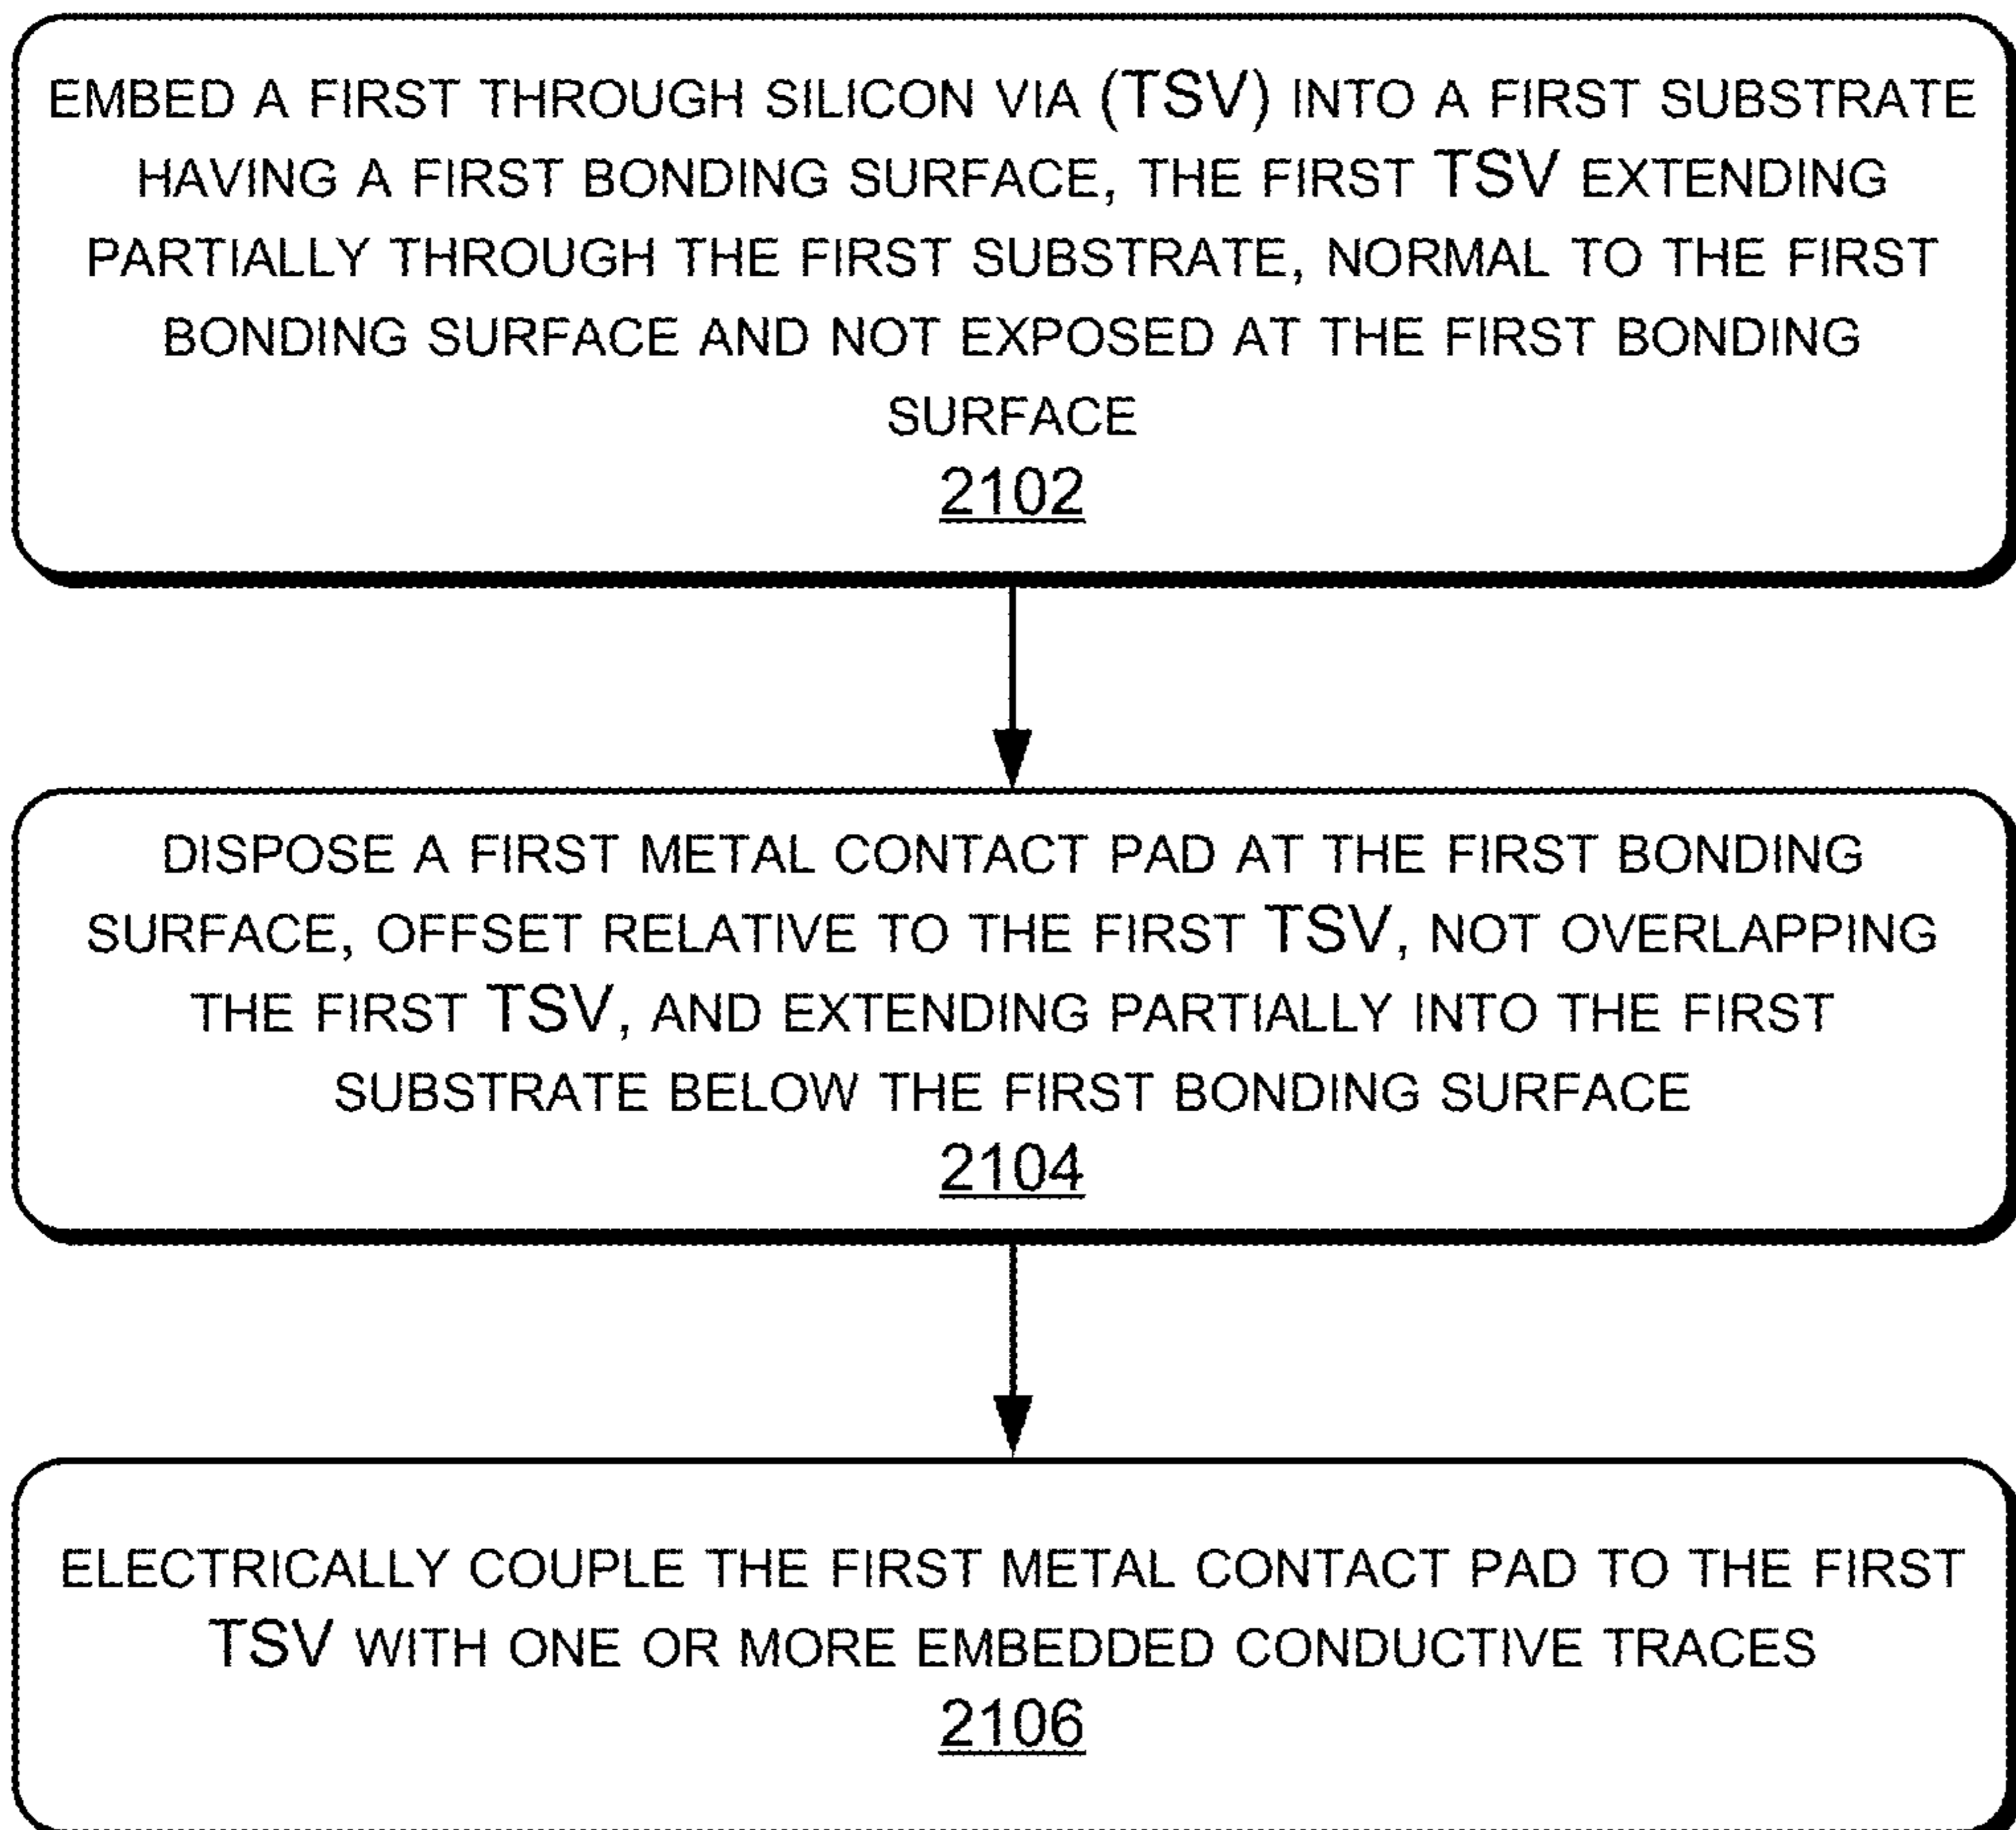 EMBED A FIRST THROUGH SILICON VIA (TSV) INTO A FIRST SUBSTRATE
HAVING A FIRST BONDING SURFACE, THE FIRST TSV EXTENDING
PARTIALLY THROUGH THE FIRST SUBSTRATE, NORMAL TO THE FIRST
BONDING SURFACE AND NOT EXPOSED AT THE FIRST BONDING
SURFACE
2102
DISPOSE A FIRST METAL CONTACT PAD AT THE FIRST BONDING
SURFACE, OFFSET RELATIVE TO THE FIRST TSV, NOT OVERLAPPING
THE FIRST TSV, AND EXTENDING PARTIALLY INTO THE FIRST
SUBSTRATE BELOW THE FIRST BONDING SURFACE
2104
ELECTRICALLY COUPLE THE FIRST METAL CONTACT PAD TO THE FIRST
TSV WITH ONE OR MORE EMBEDDED CONDUCTIVE TRACES
2106